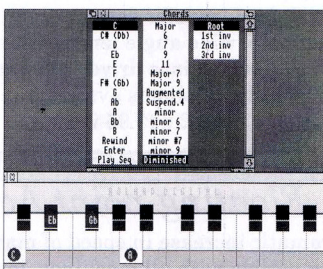 Chords
C Major Root
C# (Db) 6 1st inv
D 7 2nd inv
Eb 9 3rd inv
E 11
F Major 7
F# (Gb) Major 9
G Augmented
Ab Suspend.4
A minor
Bb minor 6
B minor 7
Rewind minor #7
Enter minor 9
Play Seq Diminished
Eb Gb
C A